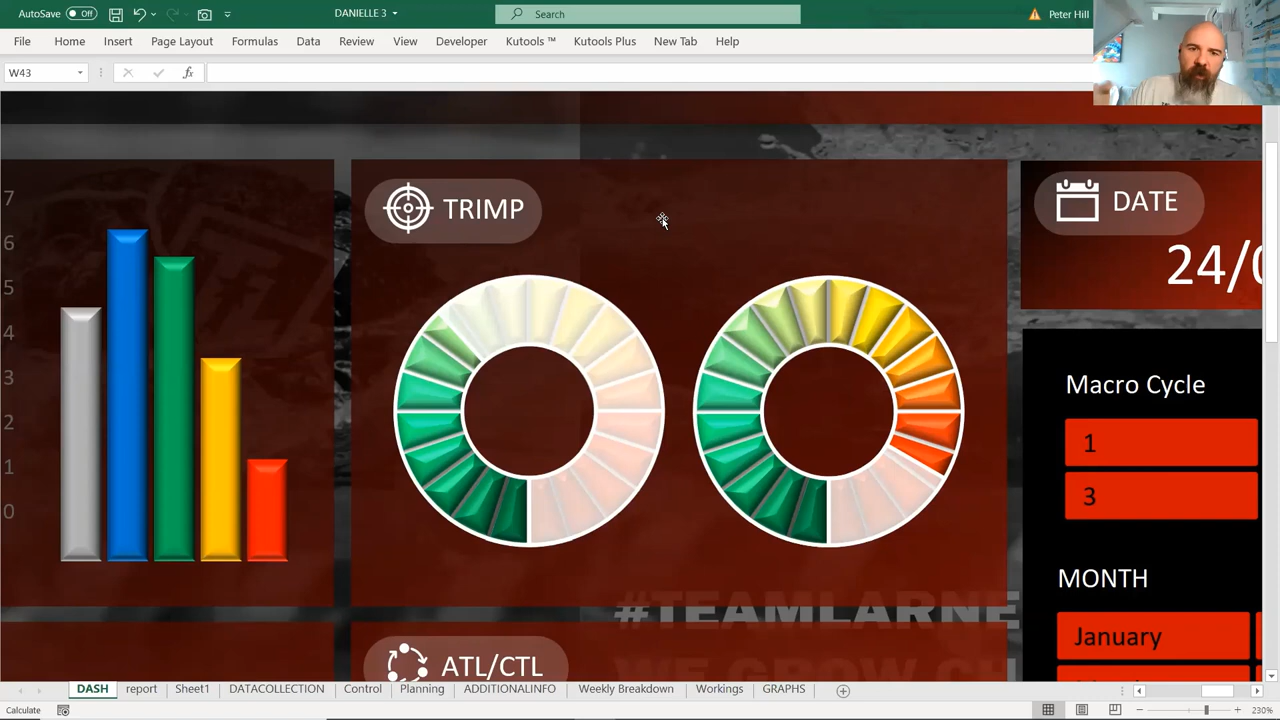 AutoSave Off DANIELLE 3 Search Peter Hill
File Home Insert Page Layout Formulas Data Review View Developer Kutools ™ Kutools Plus New Tab Help
W43 fx
7
6
5
4
3
2
1
0
TRIMP
DATE
24/0
Macro Cycle
1
3
MONTH
January
#TEAMLARNE
WE GROW OU
ATL/CTL
DASH report Sheet1 DATACOLLECTION Control Planning ADDITIONALINFO Weekly Breakdown Workings GRAPHS
Calculate 230%